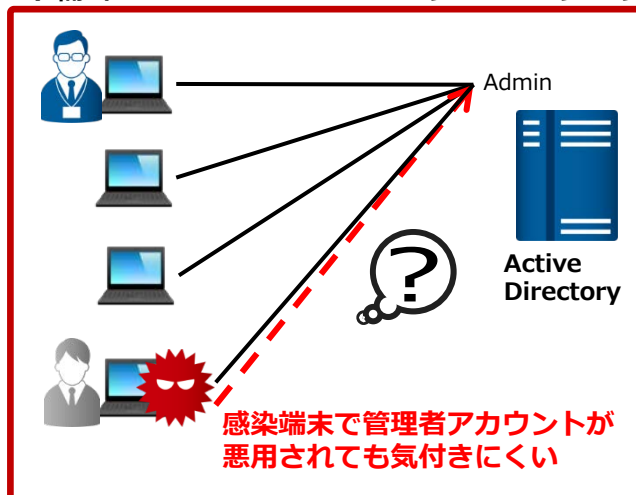 Admin
?
Active
Directory
感染端末で管理者アカウントが
悪用されても気付きにくい